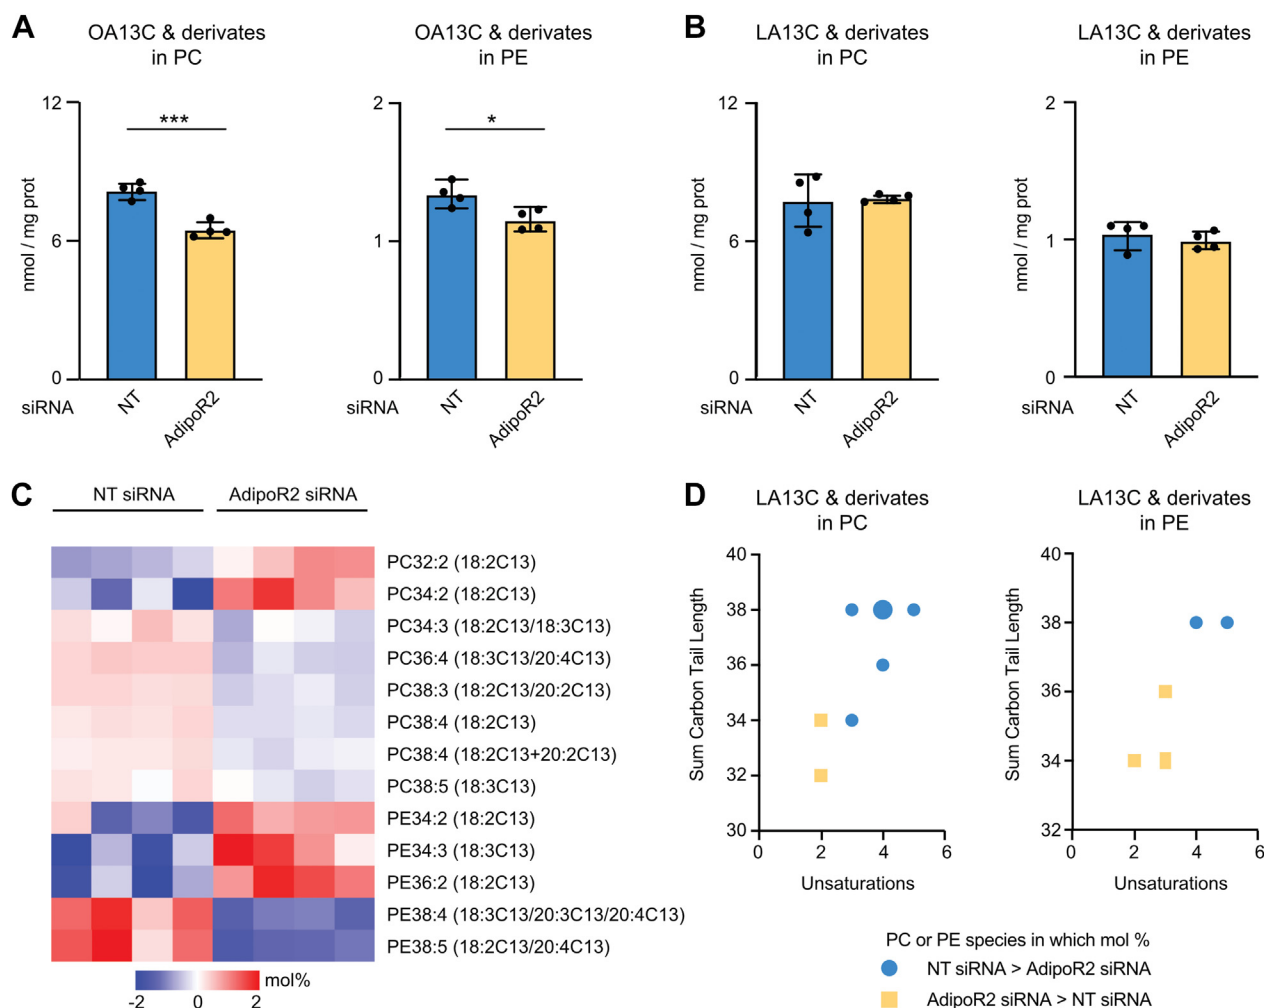 A
OA13C & derivates
in PC
12
6
0
nmol / mg prot
***
siRNA
NT
AdipoR2
OA13C & derivates
in PE
2
1
0
nmol / mg prot
*
siRNA
NT
AdipoR2
B
LA13C & derivates
in PC
12
6
0
nmol / mg prot
siRNA
NT
AdipoR2
LA13C & derivates
in PE
2
1
0
nmol / mg prot
siRNA
NT
AdipoR2
C
NT siRNA
AdipoR2 siRNA
PC32:2 (18:2C13)
PC34:2 (18:2C13)
PC34:3 (18:2C13/18:3C13)
PC36:4 (18:3C13/20:4C13)
PC38:3 (18:2C13/20:2C13)
PC38:4 (18:2C13)
PC38:4 (18:2C13+20:2C13)
PC38:5 (18:3C13)
PE34:2 (18:2C13)
PE34:3 (18:3C13)
PE36:2 (18:2C13)
PE38:4 (18:3C13/20:3C13/20:4C13)
PE38:5 (18:2C13/20:4C13)
mol%
-2 0 2
D
LA13C & derivates
in PC
40
38
36
34
32
30
Sum Carbon Tail Length
0 2 4 6
Unsaturations
LA13C & derivates
in PE
40
38
36
34
32
Sum Carbon Tail Length
0 2 4 6
Unsaturations
PC or PE species in which mol %
NT siRNA > AdipoR2 siRNA
AdipoR2 siRNA > NT siRNA